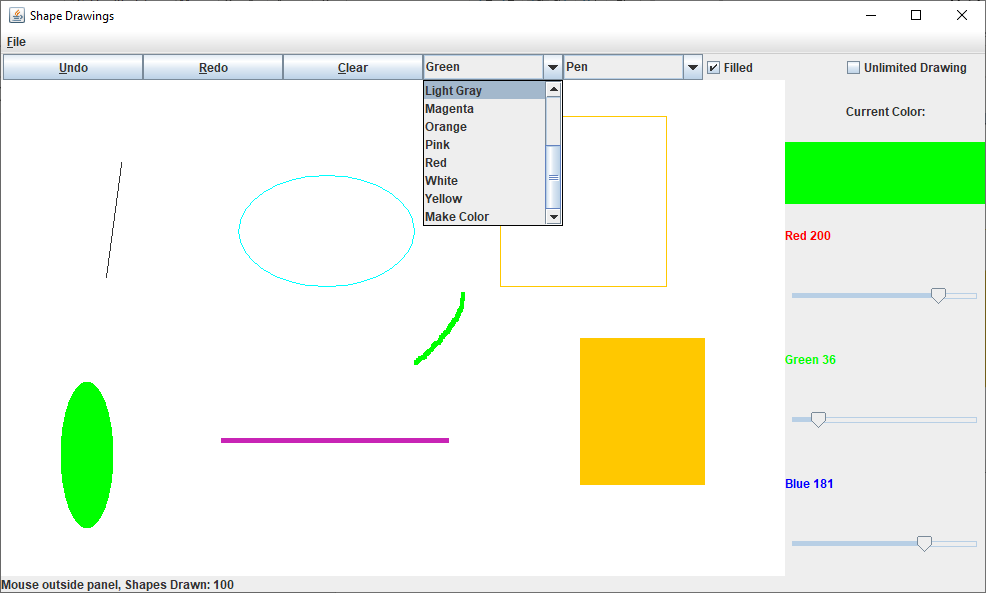 Shape Drawings
File
Undo Redo Clear Green Pen Filled Unlimited Drawing
Light Gray
Magenta
Orange
Pink
Red
White
Yellow
Make Color
Current Color:
Red 200
Green 36
Blue 181
Mouse outside panel, Shapes Drawn: 100